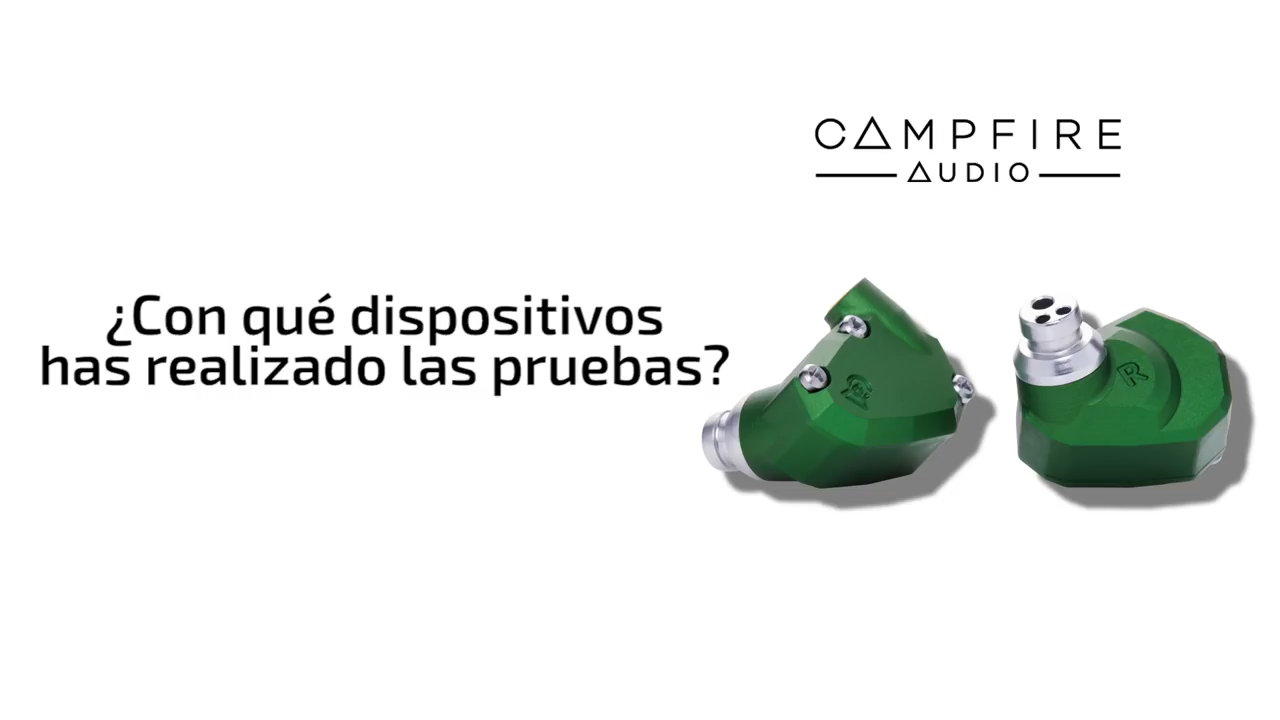 CAMPFIRE
AUDIO
¿Con qué dispositivos
has realizado las pruebas?
R